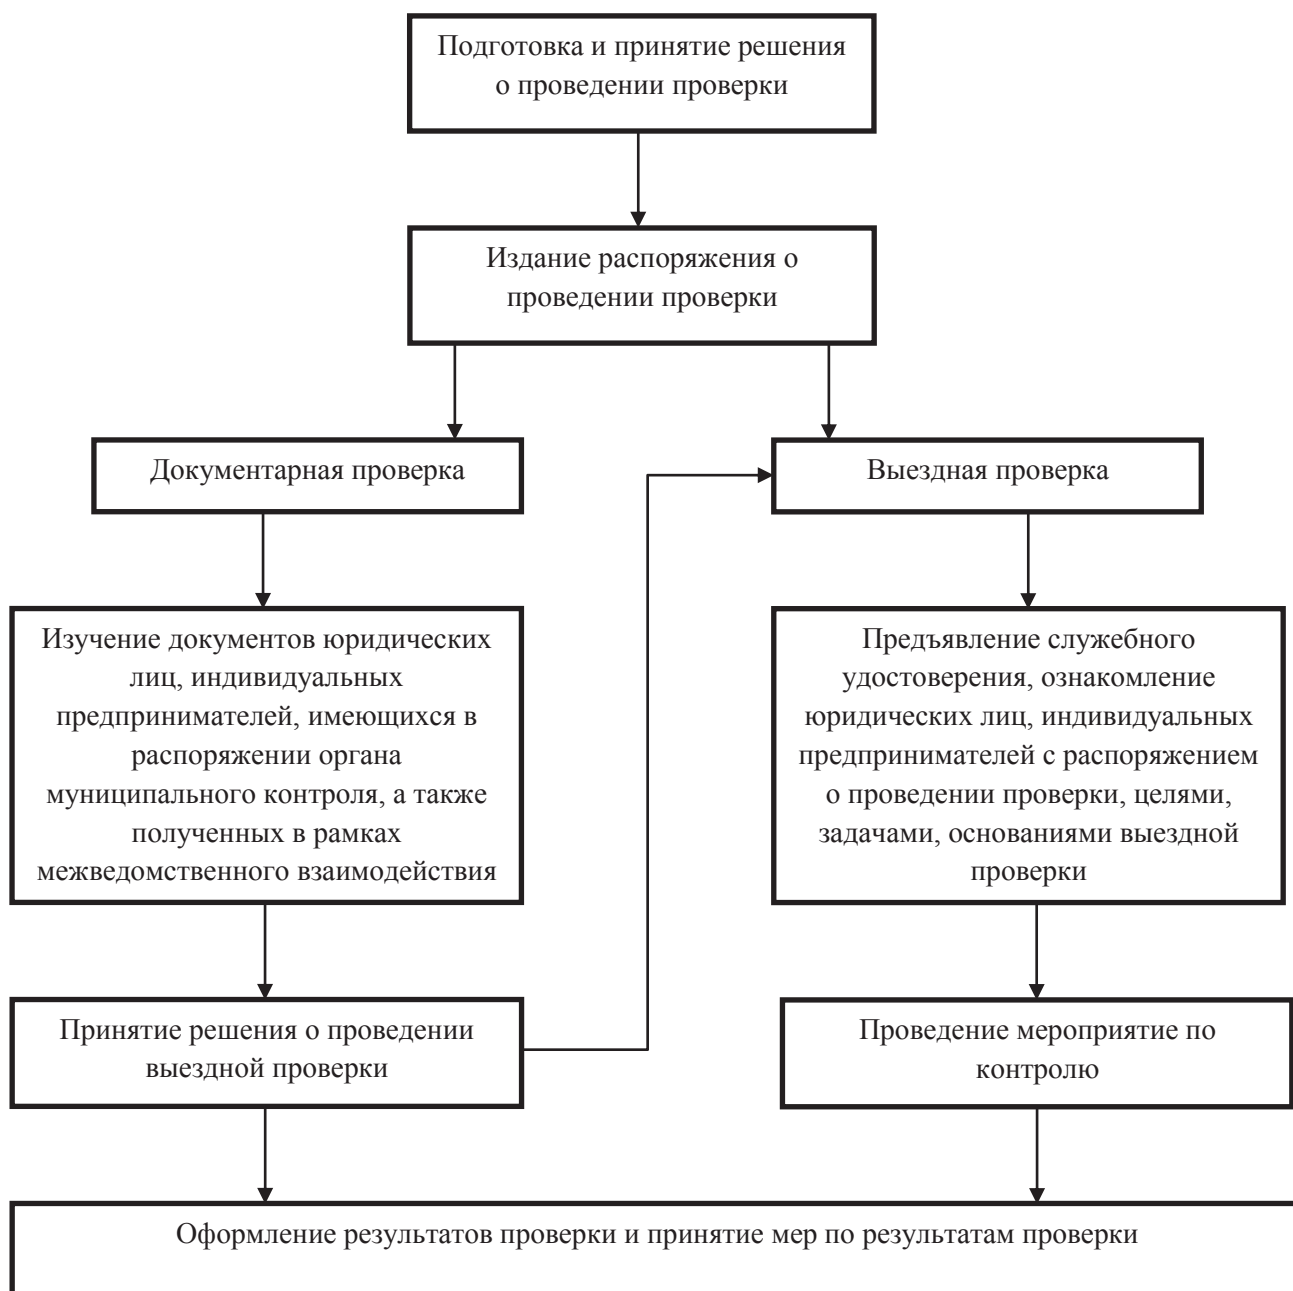 Подготовка и принятие решения
о проведении проверки
Издание распоряжения о
проведении проверки
Документарная проверка
Выездная проверка
Изучение документов юридических
лиц, индивидуальных
предпринимателей, имеющихся в
распоряжении органа
муниципального контроля, а также
полученных в рамках
межведомственного взаимодействия
Предъявление служебного
удостоверения, ознакомление
юридических лиц, индивидуальных
предпринимателей с распоряжением
о проведении проверки, целями,
задачами, основаниями выездной
проверки
Принятие решения о проведении
выездной проверки
Проведение мероприятие по
контролю
Оформление результатов проверки и принятие мер по результатам проверки